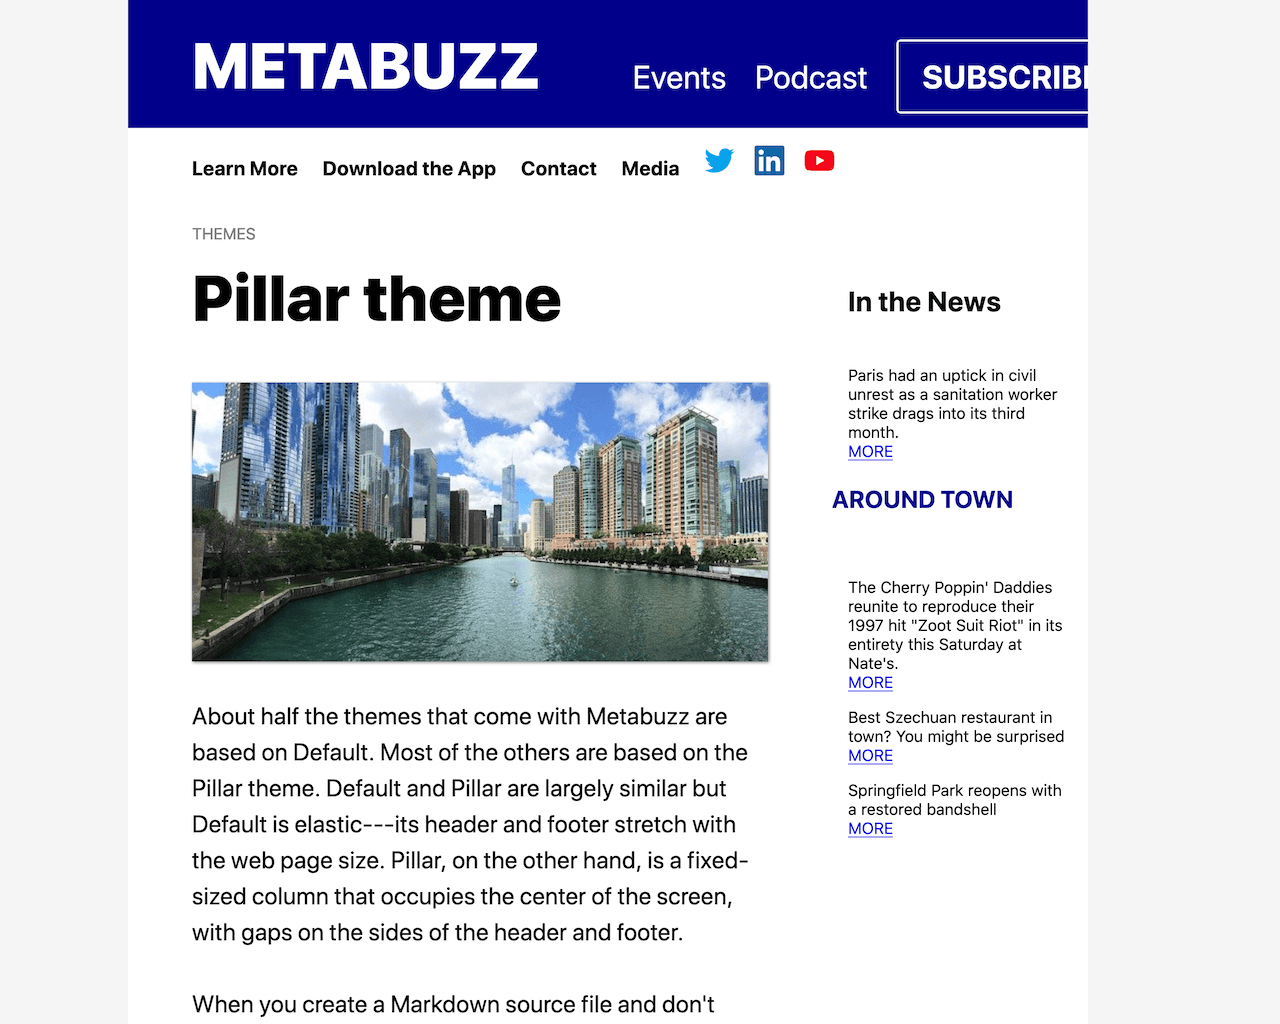 METABUZZ
Events Podcast SUBSCRIBE
Learn More Download the App Contact Media
THEMES
Pillar theme
About half the themes that come with Metabuzz are
based on Default. Most of the others are based on the
Pillar theme. Default and Pillar are largely similar but
Default is elastic---its header and footer stretch with
the web page size. Pillar, on the other hand, is a fixed-
sized column that occupies the center of the screen,
with gaps on the sides of the header and footer.
When you create a Markdown source file and don't
In the News
Paris had an uptick in civil
unrest as a sanitation worker
strike drags into its third
month.
MORE
AROUND TOWN
The Cherry Poppin' Daddies
reunite to reproduce their
1997 hit "Zoot Suit Riot" in its
entirety this Saturday at
Nate's.
MORE
Best Szechuan restaurant in
town? You might be surprised
MORE
Springfield Park reopens with
a restored bandshell
MORE